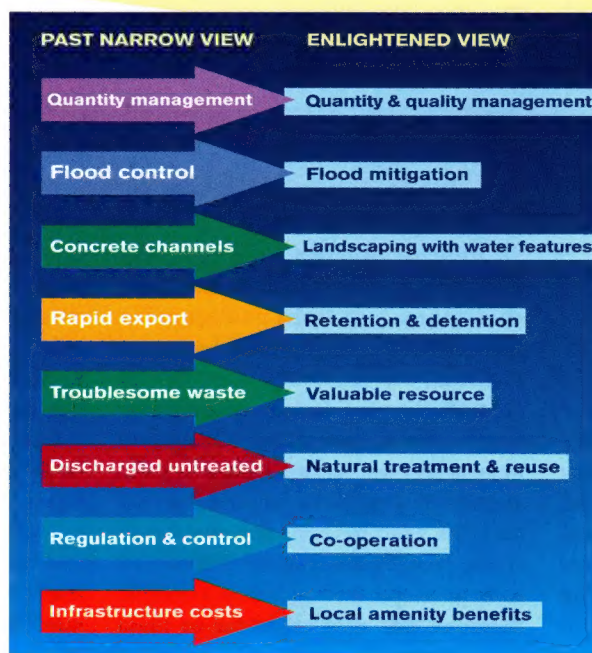 PAST NARROW VIEW ENLIGHTENED VIEW
Quantity management Quantity & quality management
Flood control Flood mitigation
Concrete channels Landscaping with water features
Rapid export Retention & detention
Troublesome waste Valuable resource
Discharged untreated Natural treatment & reuse
Regulation & control Co-operation
Infrastructure costs Local amenity benefits